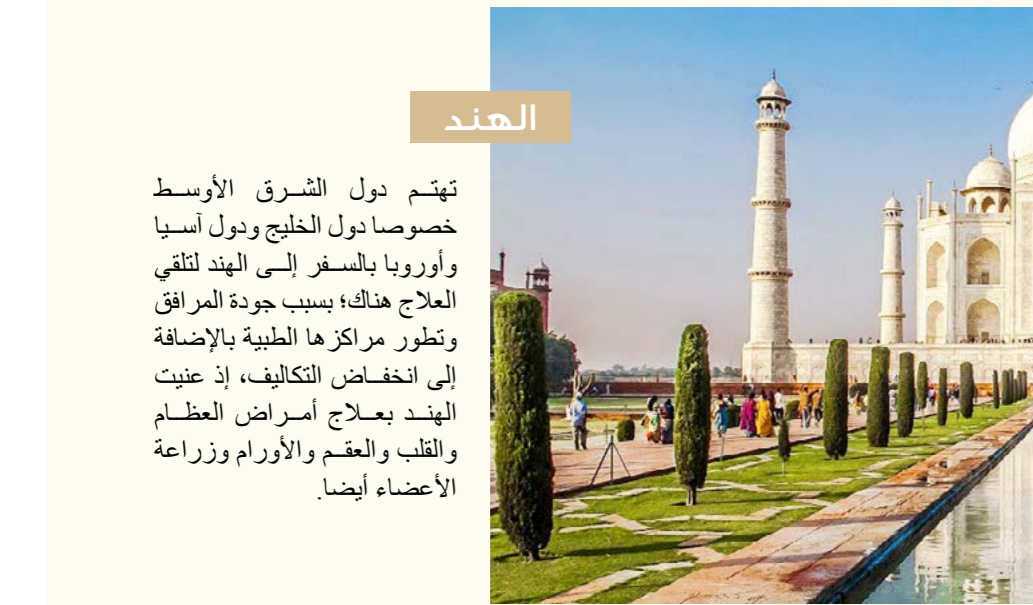 الهند
تهتم دول الشرق الأوسط
خصوصا دول الخليج ودول آسيا
وأوروبا بالسفر إلى الهند لتلقي
العلاج هناك؛ بسبب جودة المرافق
وتطور مراكزها الطبية بالإضافة
إلى انخفاض التكاليف، إذ عنيت
الهند بعلاج أمراض العظام
والقلب والعقم والأورام وزراعة
الأعضاء أيضا.